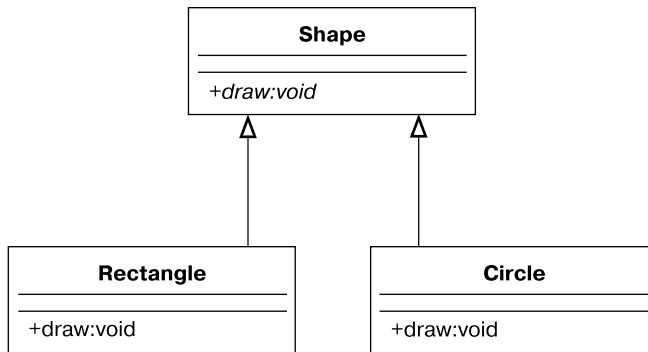 Shape
+draw:void
Rectangle
+draw:void
Circle
+draw:void